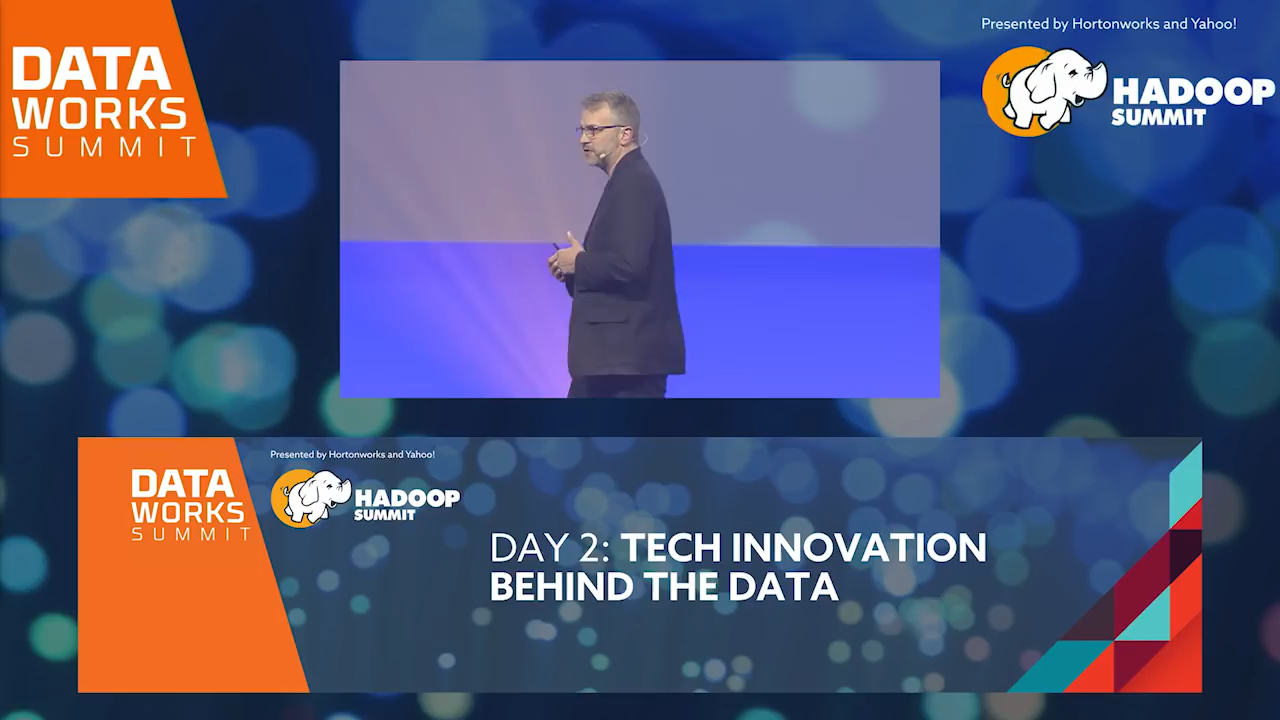 DATA
WORKS
SUMMIT
Presented by Hortonworks and Yahoo!
HADOOP
SUMMIT
DATA
WORKS
SUMMIT
Presented by Hortonworks and Yahoo!
HADOOP
SUMMIT
DAY 2: TECH INNOVATION
BEHIND THE DATA